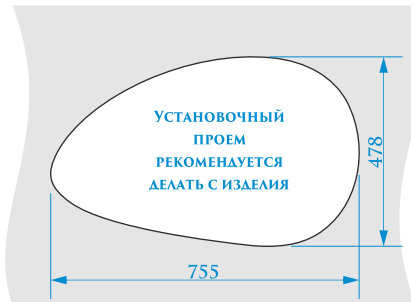 Установочный
проем
рекомендуется
делать с изделия
478
755